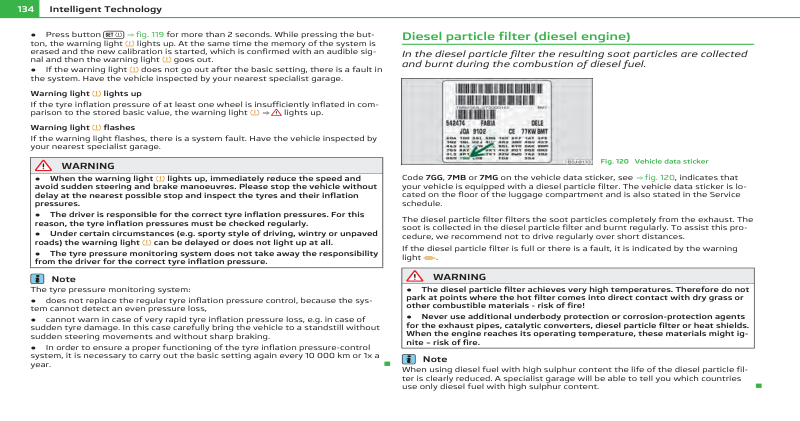 134 Intelligent Technology
● Press button SET ⇒ fig. 119 for more than 2 seconds. While pressing the but-
ton, the warning light lights up. At the same time the memory of the system is
erased and the new calibration is started, which is confirmed with an audible sig-
nal and then the warning light goes out.
● If the warning light does not go after the basic setting, there is a fault in
the system. Have the vehicle inspected by your nearest specialist garage.
Warning light lights up
If the tyre inflation pressure of at least one wheel is insufficiently inflated in com-
parison to the stored basic value, the warning light ⇒ lights up.
Warning light flashes
If the warning light flashes, there is a system fault. Have the vehicle inspected by
your nearest specialist garage.
WARNING
● When the warning light lights up, immediately reduce the speed and
avoid sudden steering and brake manoeuvres. Please stop the vehicle without
delay at the nearest possible stop and inspect the tyres and their inflation
pressures.
● The driver is responsible for the correct tyre inflation pressures. For this
reason, the tyre inflation pressures must be checked regularly.
● Under certain circumstances (e.g. sporty style of driving, wintry or unpaved
roads) the warning light can be delayed or does not light up at all.
● The tyre pressure monitoring system does not take away the responsibility
from the driver for the correct tyre inflation pressure.
Note
The tyre pressure monitoring system:
● does not replace the regular tyre inflation pressure control, because the sys-
tem cannot detect an even pressure loss,
● cannot warn in case of very rapid tyre inflation pressure loss, e.g. in case of
sudden tyre damage. In this case carefully bring the vehicle to a standstill without
sudden steering movements and without sharp braking.
● In order to ensure a proper functioning of the tyre inflation pressure-control
system, it is necessary to carry out the basic setting again every 10 000 km or 1x a
year.
Diesel particle filter (diesel engine)
In the diesel particle filter the resulting soot particles are collected
and burnt during the combustion of diesel fuel.
542474 FABIA DELE
JQA 9102 CE 77KW BMT
Fig. 120 Vehicle data sticker
Code 7GG, 7MB or 7MG on the vehicle data sticker, see ⇒ fig. 120, indicates that
your vehicle is equipped with a diesel particle filter. The vehicle data sticker is lo-
cated on the floor of the luggage compartment and is also stated in the Service
schedule.
The diesel particle filter filters the soot particles completely from the exhaust. The
soot is collected in the diesel particle filter and burnt regularly. To assist this pro-
cedure, we recommend not to drive regularly over short distances.
If the diesel particle filter is full or there is a fault, it is indicated by the warning
light .
WARNING
● The diesel particle filter achieves very high temperatures. Therefore do not
park at points where the hot filter comes into direct contact with dry grass or
other combustible materials - risk of fire!
● Never use additional underbody protection or corrosion-protection agents
for the exhaust pipes, catalytic converters, diesel particle filter or heat shields.
When the engine reaches its operating temperature, these materials might ig-
nite – risk of fire.
Note
When using diesel fuel with high sulphur content the life of the diesel particle fil-
ter is clearly reduced. A specialist garage will be able to tell you which countries
use only diesel fuel with high sulphur content.